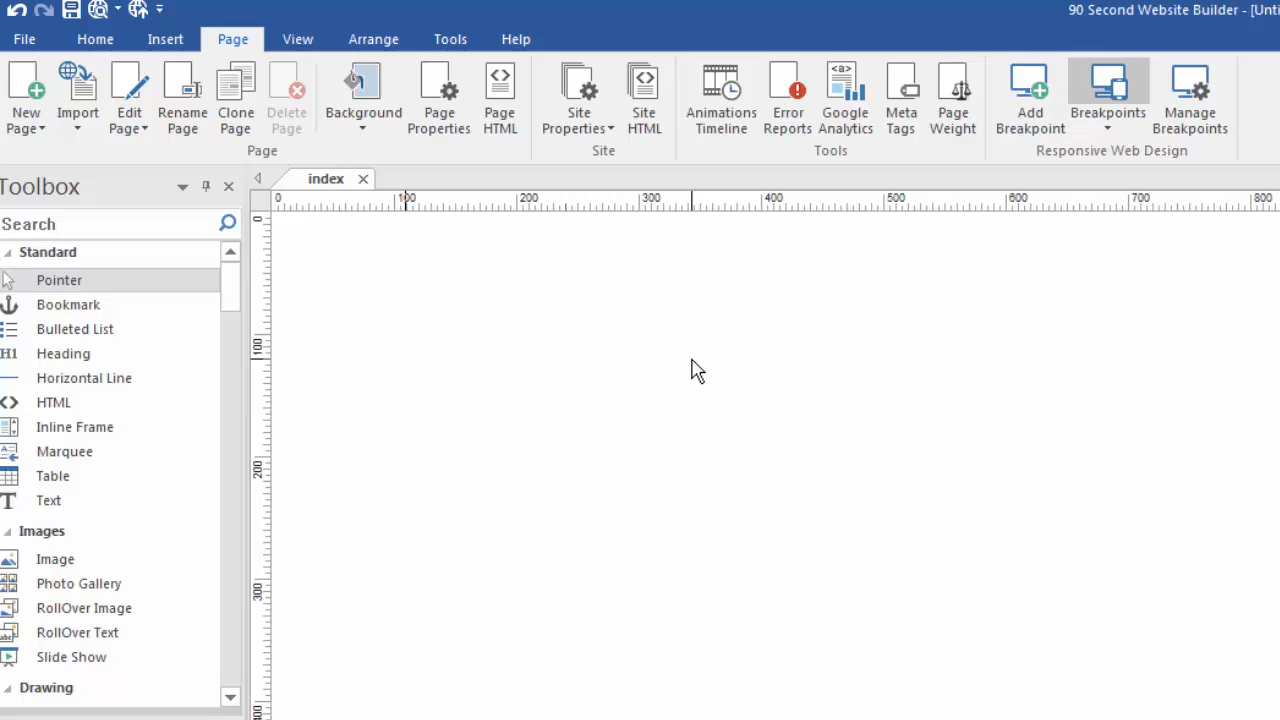 90 Second Website Builder - [Unti
File Home Insert Page View Arrange Tools Help
New Page Import Edit Page Rename Page Clone Page Delete Page Background Page Properties Page HTML Site Properties Site HTML Animations Timeline Error Reports Google Analytics Meta Tags Page Weight Add Breakpoint Breakpoints Manage Breakpoints
Page Site Tools Responsive Web Design
Toolbox
index
0 100 200 300 400 500 600 700 800
Search
0
Standard
Pointer
Bookmark
Bulleted List
100
H1 Heading
Horizontal Line
HTML
Inline Frame
Marquee
200
Table
Text
Images
Image
Photo Gallery
300
RollOver Image
RollOver Text
Slide Show
Drawing
400